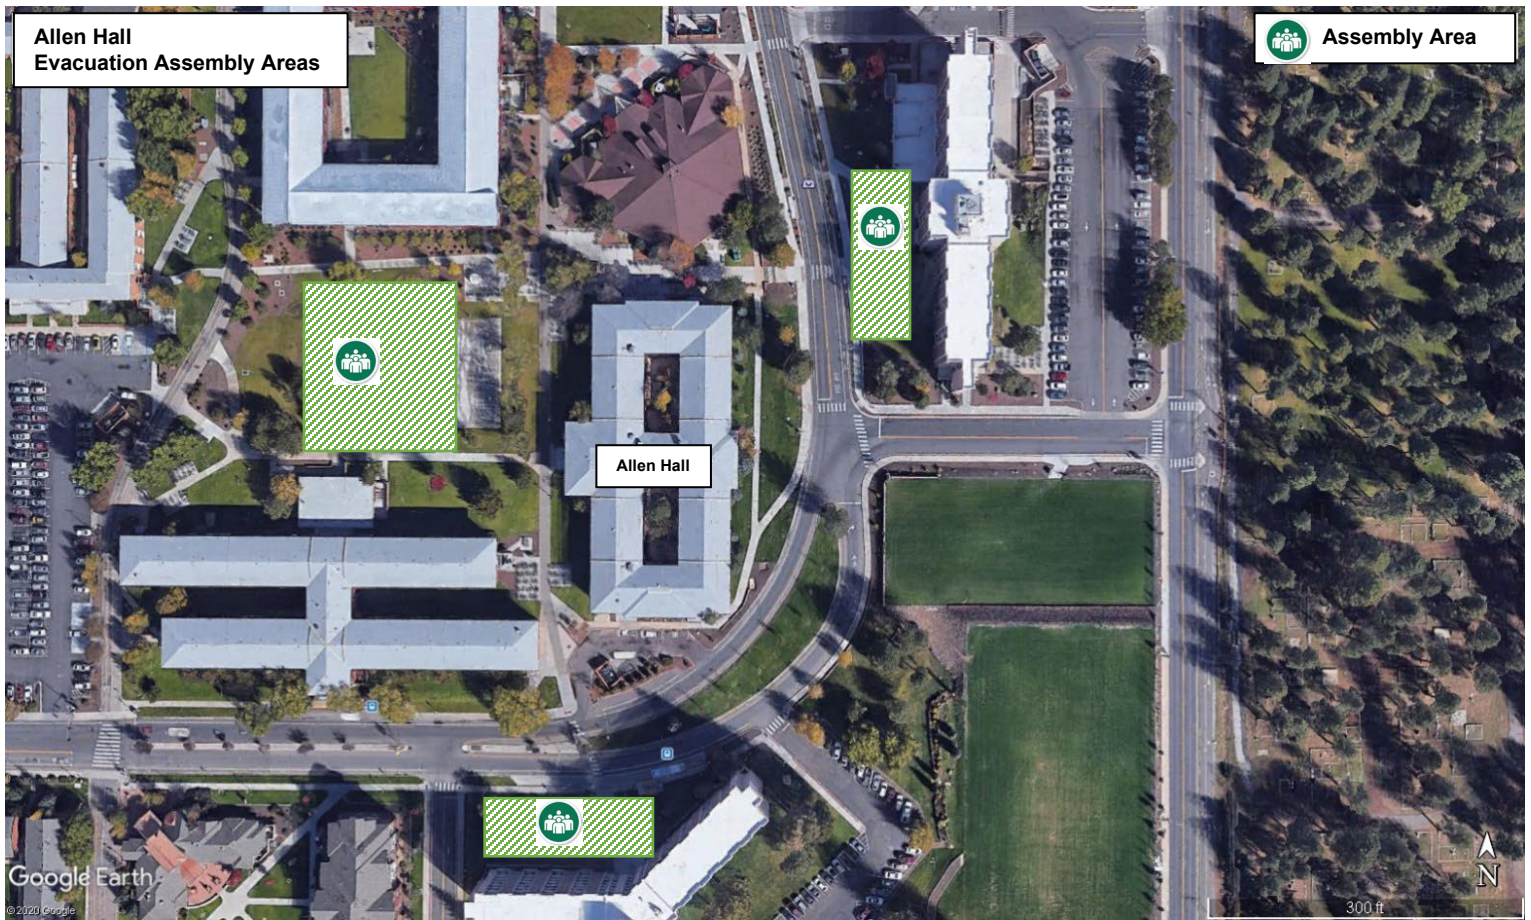 Allen Hall
Evacuation Assembly Areas
Assembly Area
Allen Hall
Google Earth
©2020 Google
N
300 ft